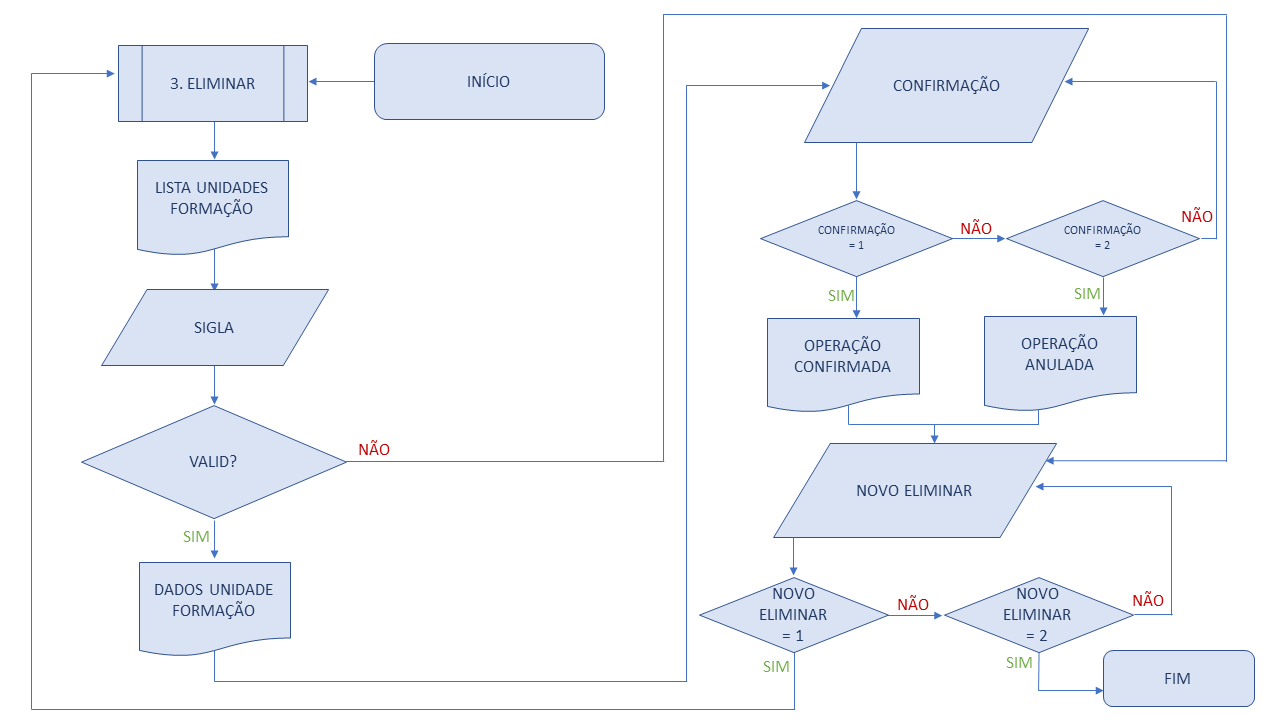 3. ELIMINAR
INÍCIO
LISTA UNIDADES
FORMAÇÃO
SIGLA
VALID?
NÃO
SIM
DADOS UNIDADE
FORMAÇÃO
CONFIRMAÇÃO
CONFIRMAÇÃO
= 1
NÃO
CONFIRMAÇÃO
= 2
NÃO
SIM
SIM
OPERAÇÃO
CONFIRMADA
OPERAÇÃO
ANULADA
NOVO ELIMINAR
NOVO
ELIMINAR
= 1
NÃO
NOVO
ELIMINAR
= 2
NÃO
SIM
SIM
FIM